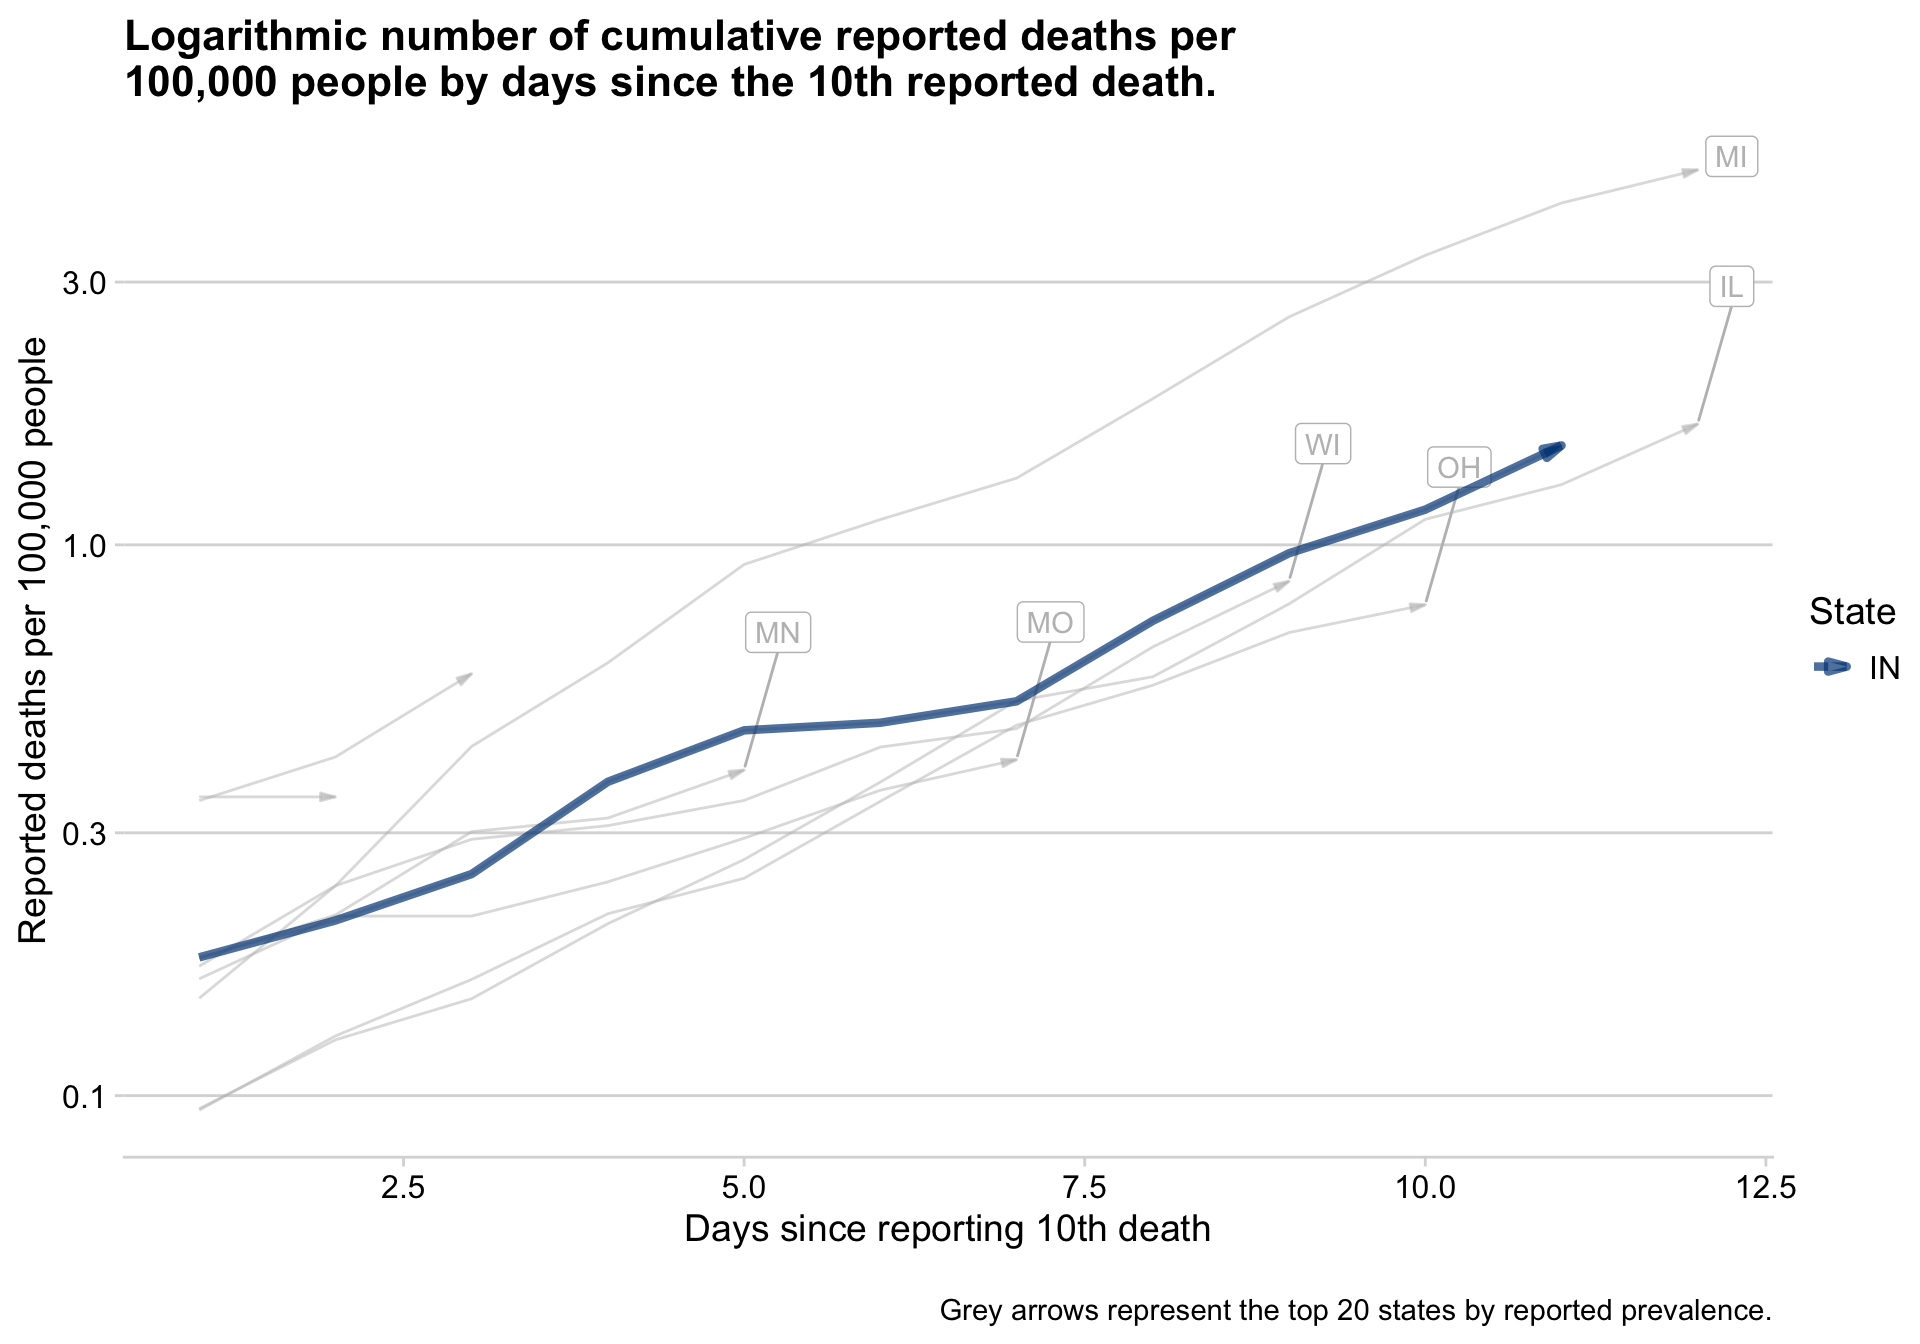 Logarithmic number of cumulative reported deaths per
100,000 people by days since the 10th reported death.
MI
3.0
IL
WI
OH
1.0
MN
MO
Reported deaths per 100,000 people
State
IN
0.3
0.1
2.5 5.0 7.5 10.0 12.5
Days since reporting 10th death
Grey arrows represent the top 20 states by reported prevalence.